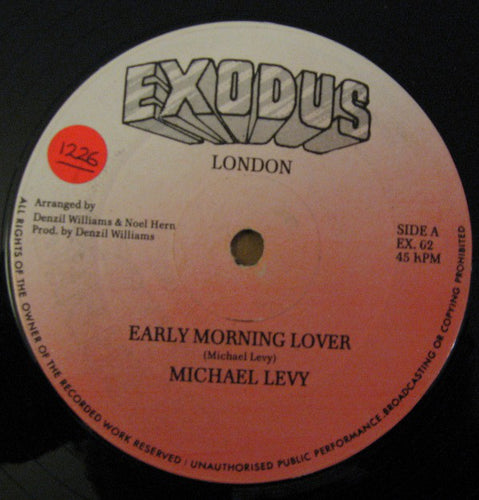 EXODUS
LONDON
1226
Arranged by
Denzil Williams & Noel Hern
Prod. by Denzil Williams
SIDE A
EX. 02
45 RPM
EARLY MORNING LOVER
(Michael Levy)
MICHAEL LEVY
ALL RIGHTS OF THE OWNER OF THE RECORDED WORK RESERVED / UNAUTHORISED PUBLIC PERFORMANCE.BROADCASTING OR COPYING PROHIBITED